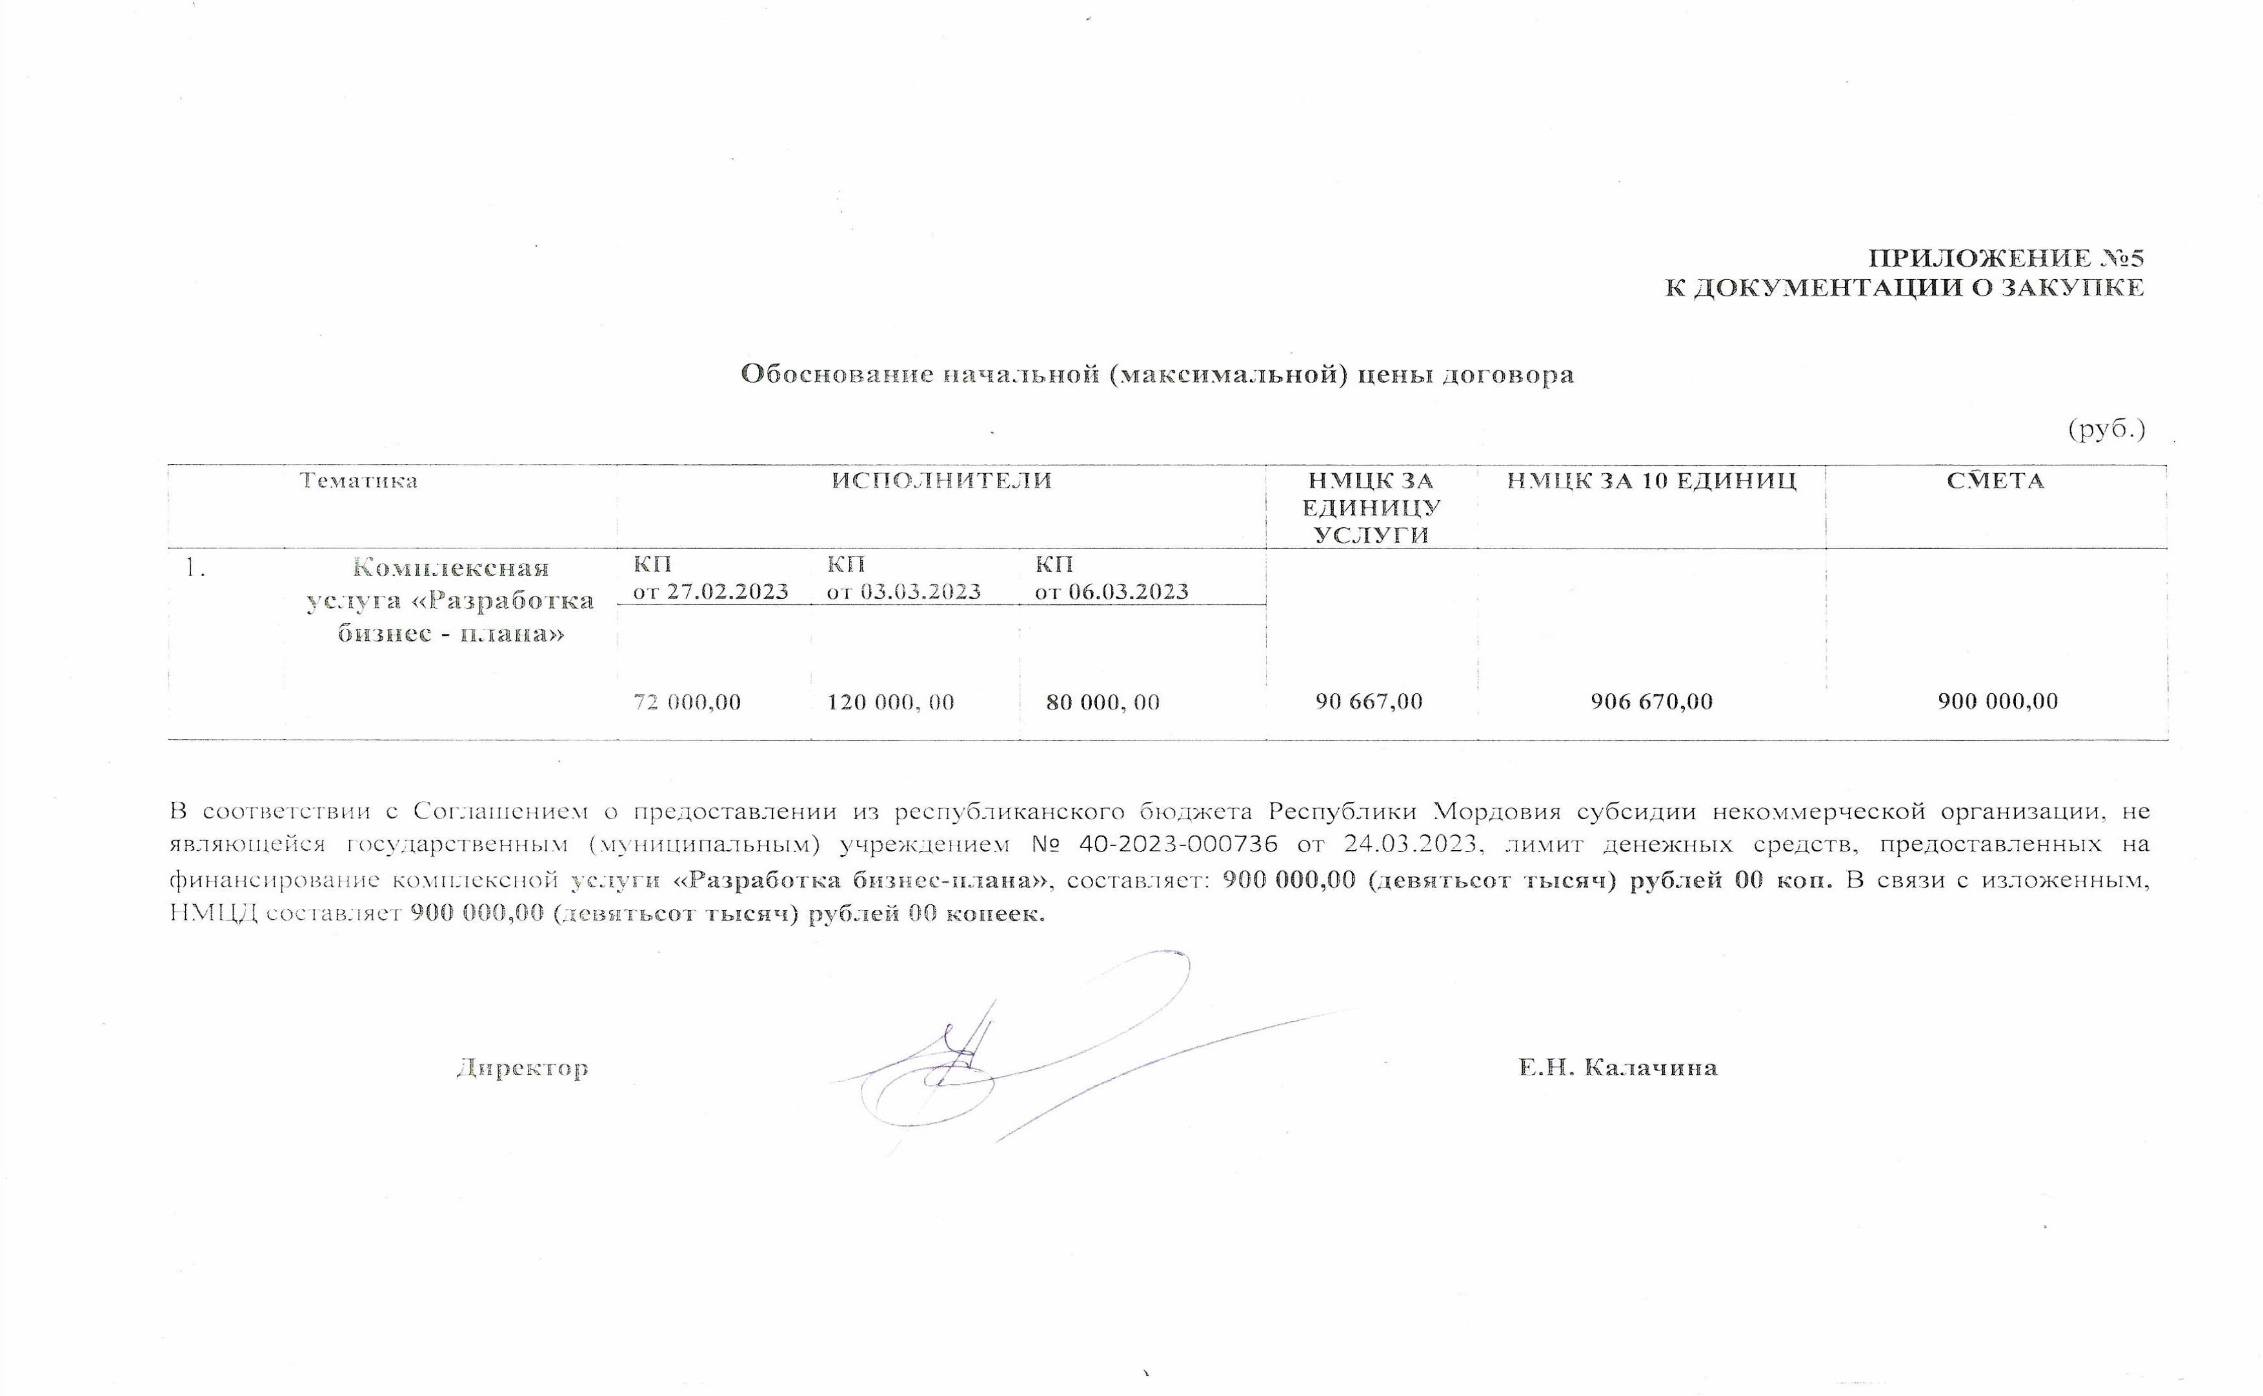 ПРИЛОЖЕНИЕ №5
К ДОКУМЕНТАЦИИ О ЗАКУПКЕ
Обоснование начальной (максимальной) цены договора
(руб.)
Тематика ИСПОЛНИТЕЛИ НМЦК ЗА НМЦК ЗА 10 ЕДИНИЦ СМЕТА
ЕДИНИЦУ
УСЛУГИ
1. Комплексная КП КП КП
услуга «Разработка от 27.02.2023 от 03.03.2023 от 06.03.2023
бизнес - плана»
72 000,00 120 000, 00 80 000, 00 90 667,00 906 670,00 900 000,00
В соответствии с Соглашением о предоставлении из республиканского бюджета Республики Мордовия субсидии некоммерческой организации, не
являющейся государственным (муниципальным) учреждением № 40-2023-000736 от 24.03.2023, лимит денежных средств, предоставленных на
финансирование комплексной услуги «Разработка бизнес-плана», составляет: 900 000,00 (девятьсот тысяч) рублей 00 коп. В связи с изложенным,
НМЦД составляет 900 000,00 (девятьсот тысяч) рублей 00 копеек.
Директор Е.Н. Калачина